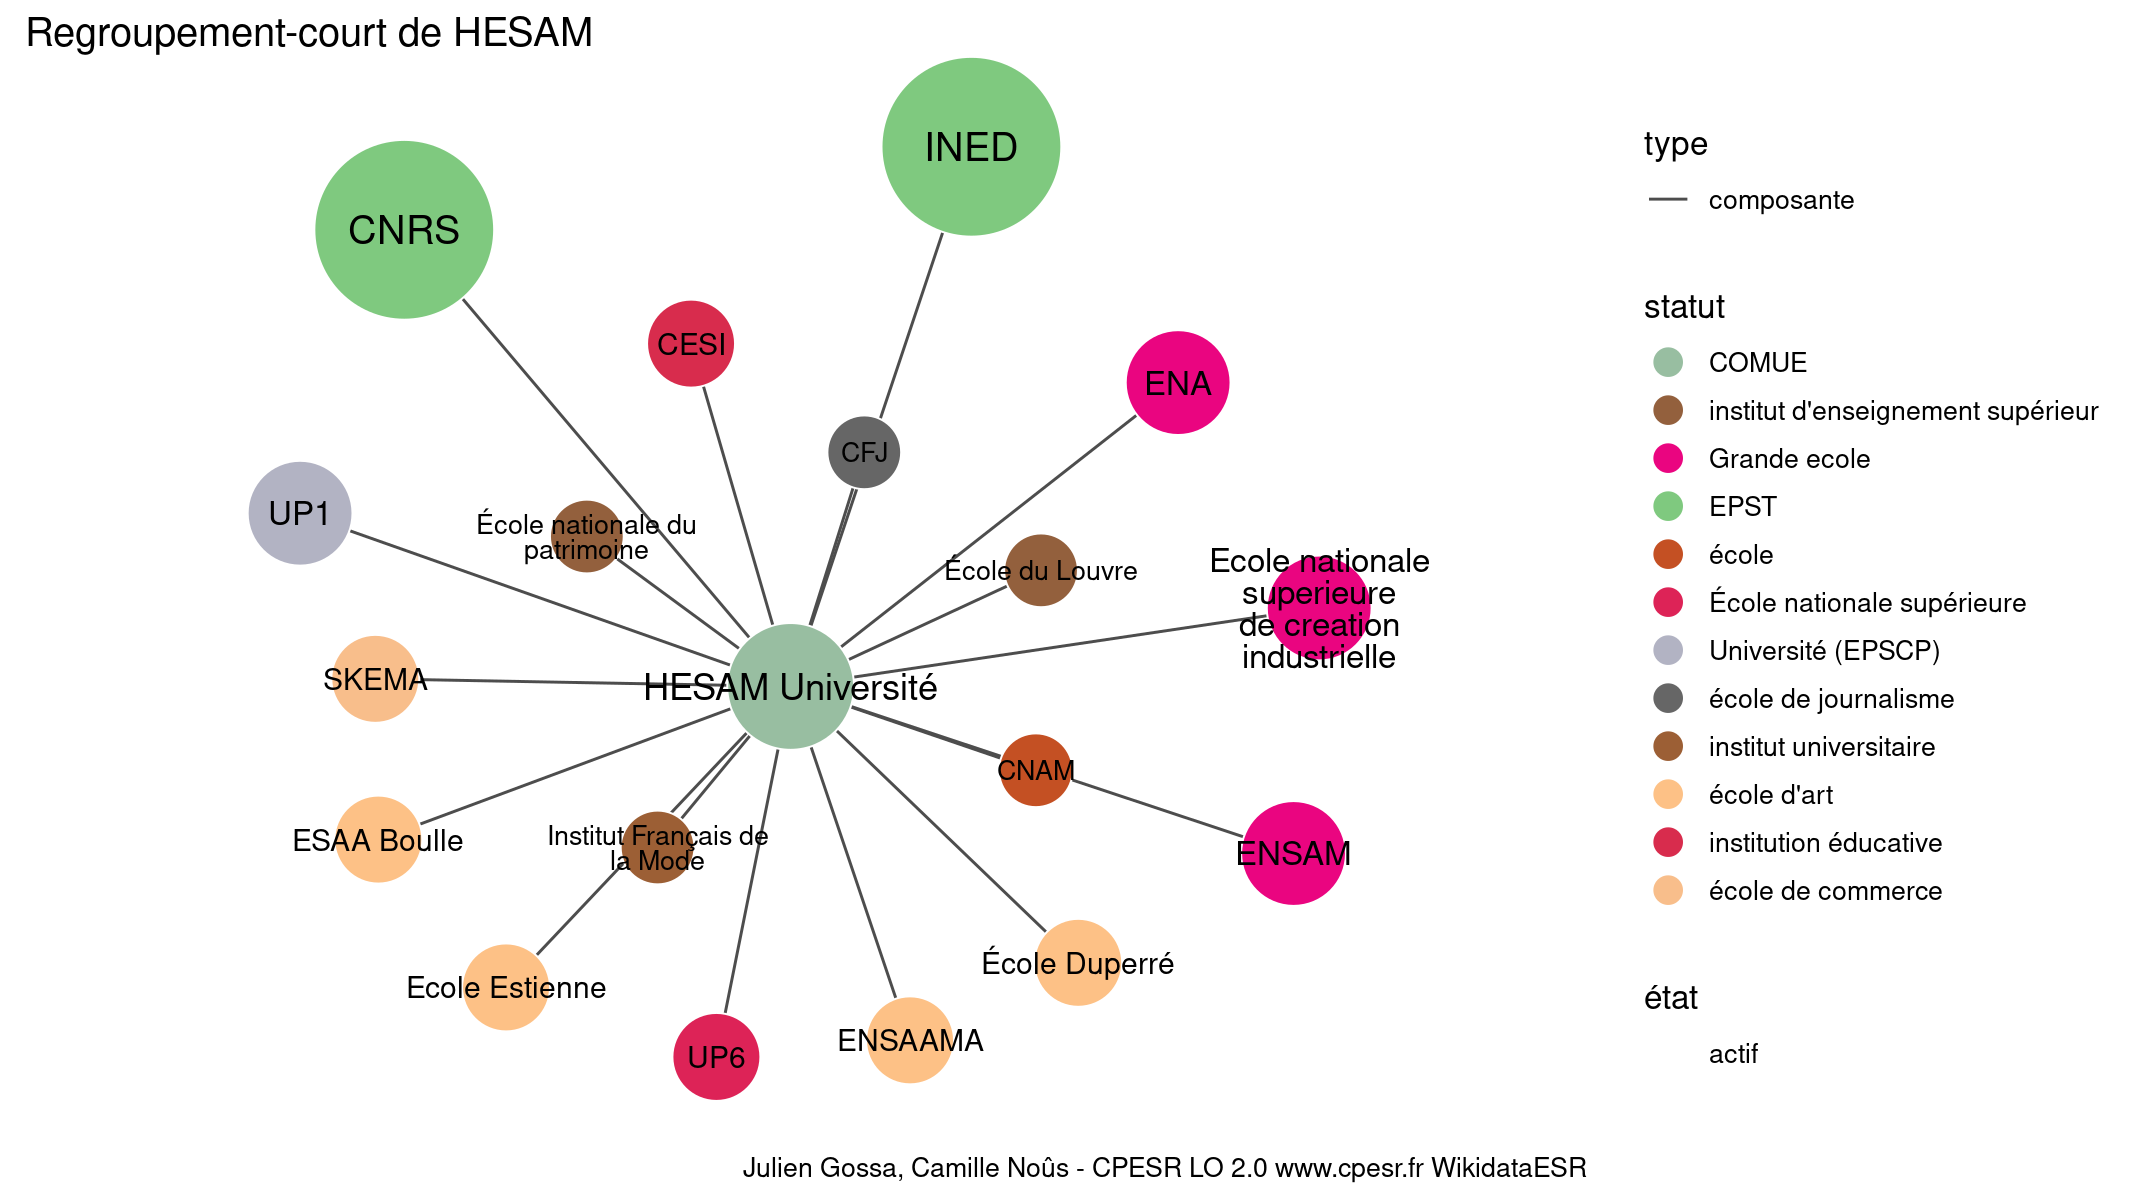 Regroupement-court de HESAM
INED
CNRS
CESI
ENA
CFJ
UP1
École nationale du
patrimoine
École du Louvre
Ecole nationale
superieure
de creation
industrielle
SKEMA
HESAM Université
CNAM
ESAA Boulle
Institut Français de
la Mode
ENSAM
École Duperré
Ecole Estienne
ENSAAMA
UP6
type
composante
statut
COMUE
institut d'enseignement supérieur
Grande ecole
EPST
école
École nationale supérieure
Université (EPSCP)
école de journalisme
institut universitaire
école d'art
institution éducative
école de commerce
état
actif
Julien Gossa, Camille Noûs - CPESR LO 2.0 www.cpesr.fr WikidataESR